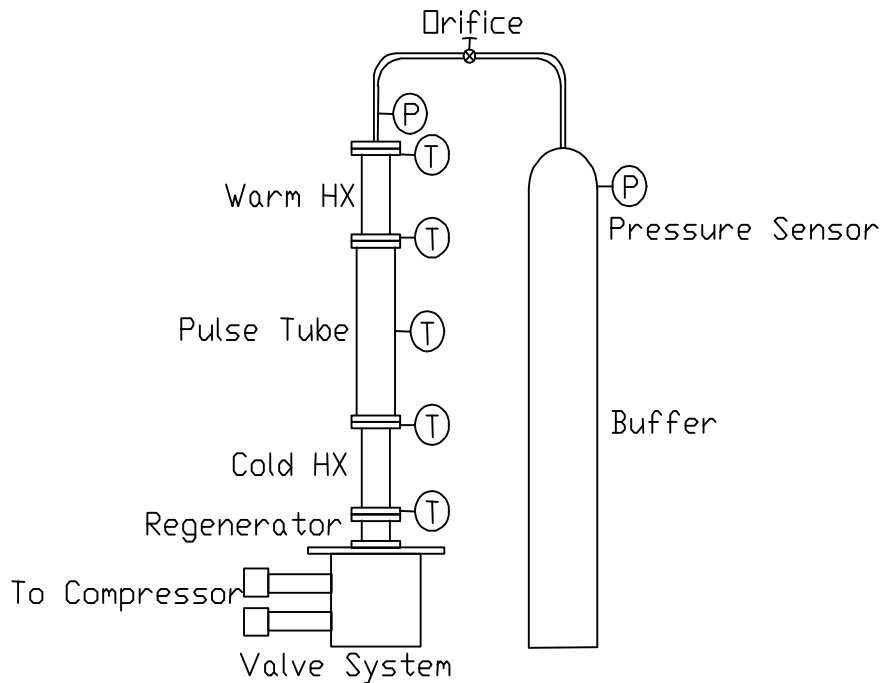 Orifice
P
T
Warm HX
P
Pressure Sensor
T
Pulse Tube
T
Buffer
T
Cold HX
T
Regenerator
To Compressor
Valve System